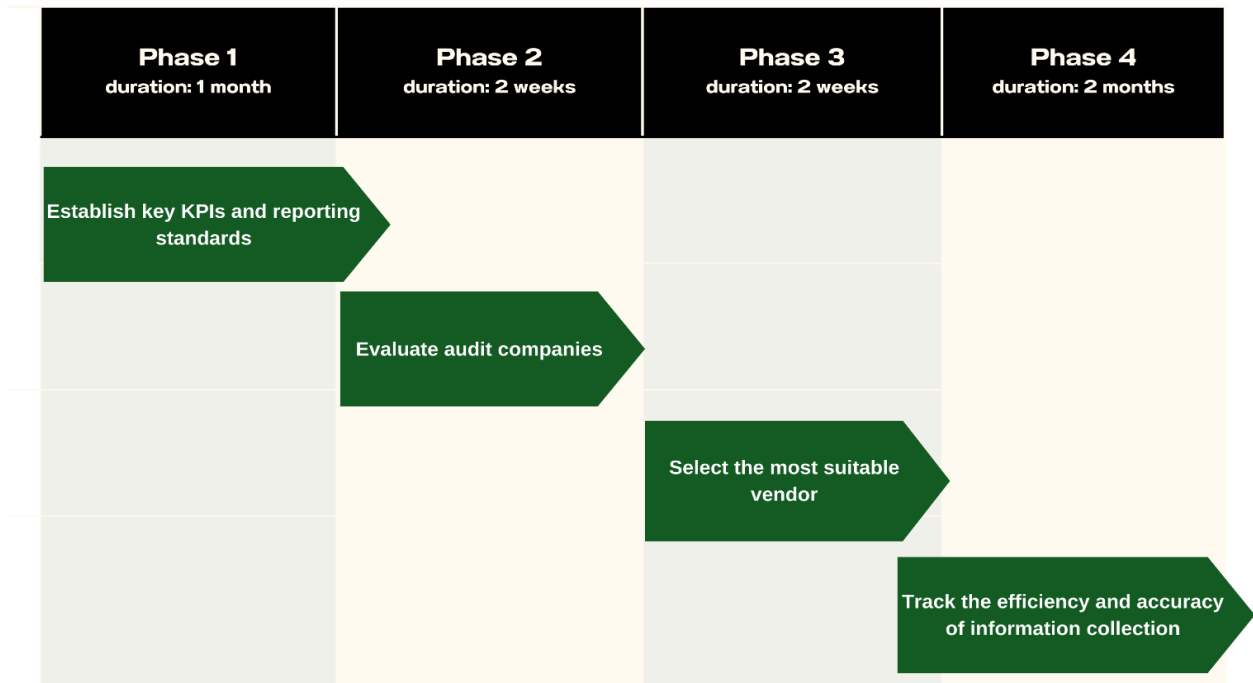 Phase 1
duration: 1 month
Phase 2
duration: 2 weeks
Phase 3
duration: 2 weeks
Phase 4
duration: 2 months
Establish key KPIs and reporting
standards
Evaluate audit companies
Select the most suitable
vendor
Track the efficiency and accuracy
of information collection